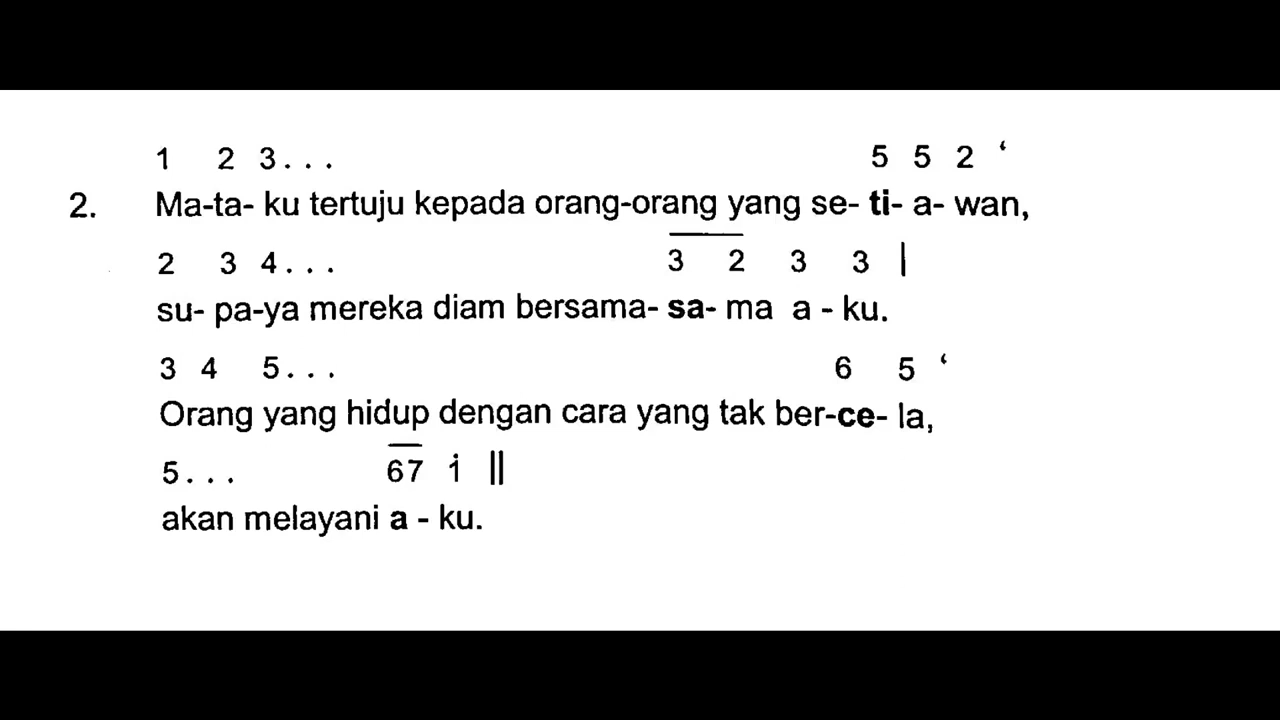 1 2 3... 5 5 2 ‘
2. Ma-ta- ku tertuju kepada orang-orang yang se- ti- a- wan,
2 3 4... 3 2 3 3 |
su- pa-ya mereka diam bersama- sa- ma a - ku.
3 4 5... 6 5 ‘
Orang yang hidup dengan cara yang tak ber-ce- la,
5... 67 i ||
akan melayani a - ku.